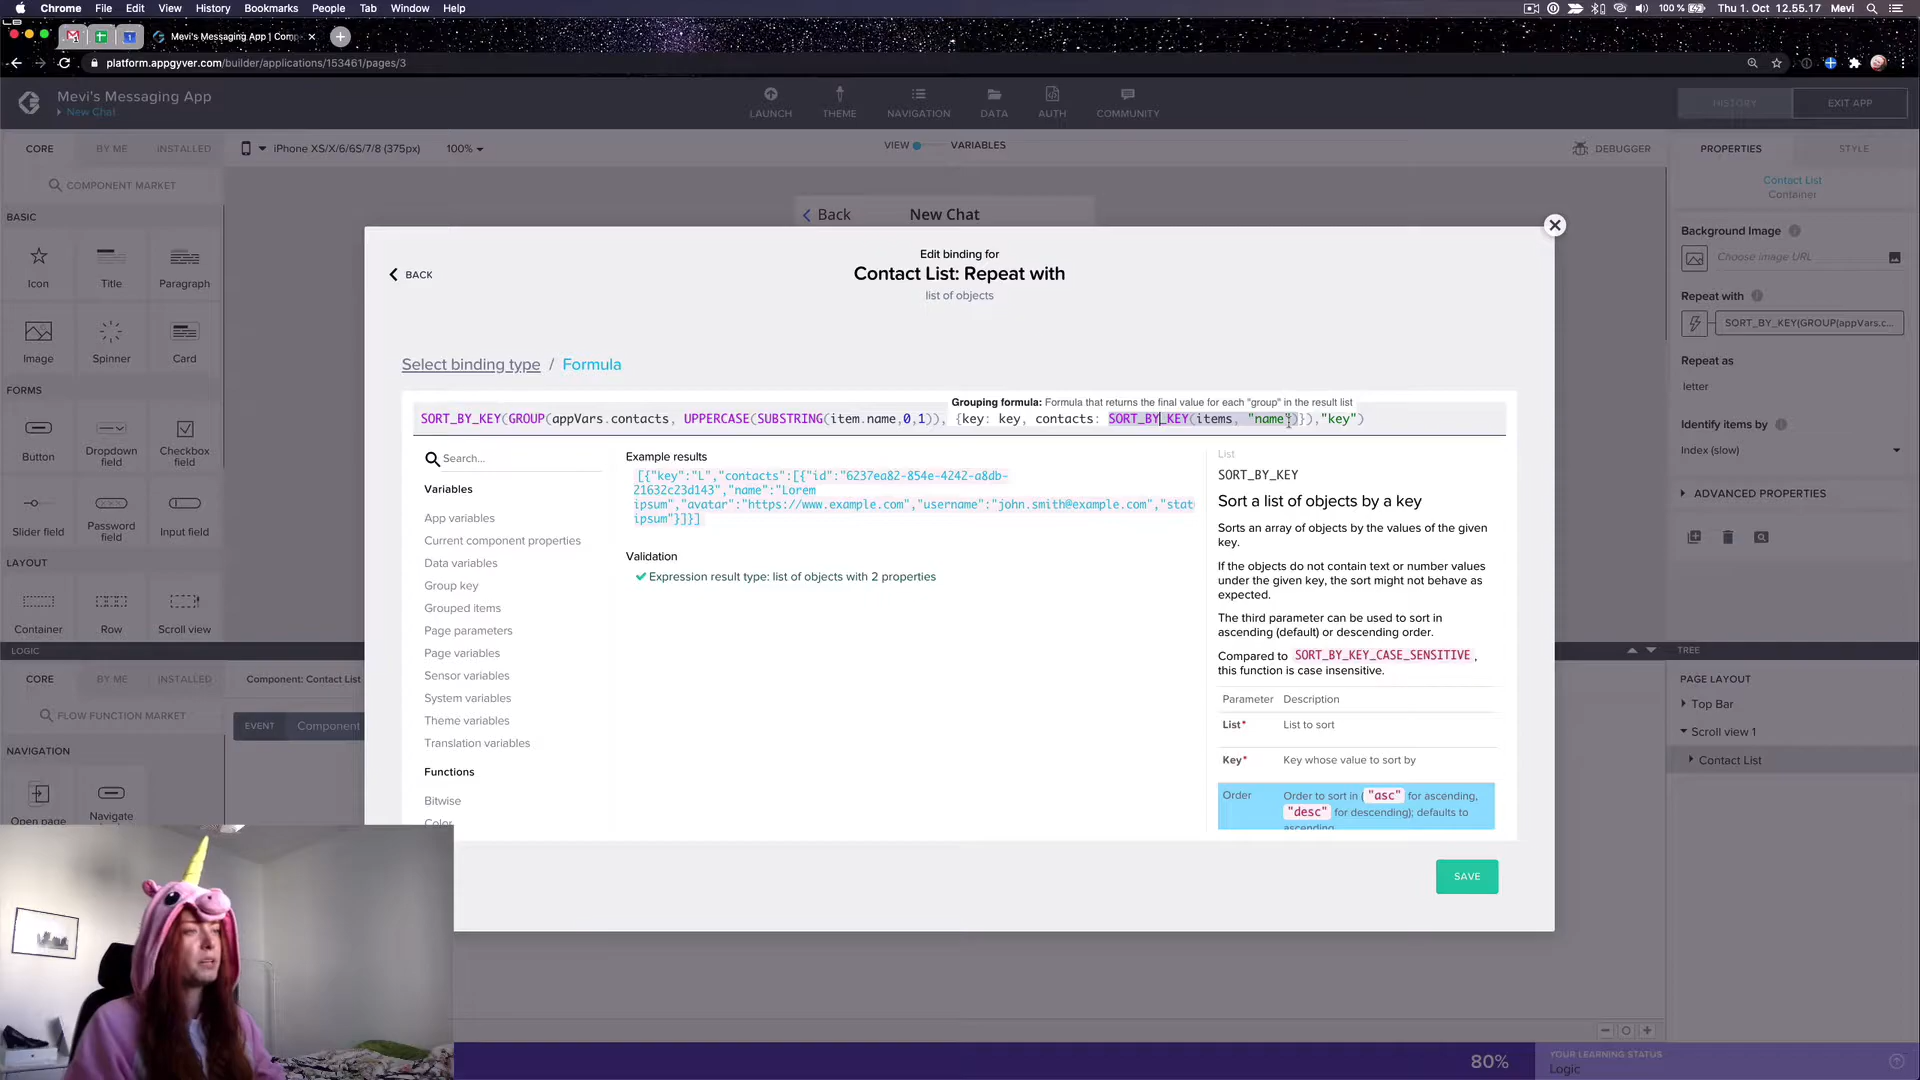 Chrome File Edit View History Bookmarks People Tab Window Help
100% Thu 1. Oct 12.55.17 Mevi
Mevi's Messaging App | Comp
platform.appgyver.com/builder/applications/153461/pages/3
Mevi's Messaging App
New Chat
LAUNCH THEME NAVIGATION DATA AUTH COMMUNITY
HISTORY EXIT APP
CORE BY ME INSTALLED
iPhone XS/X/6/6S/7/8 (375px) 100%
VIEW VARIABLES
DEBUGGER
PROPERTIES STYLE
COMPONENT MARKET
Contact List
Container
BASIC
Back New Chat
Background Image
Choose image URL
Icon Title Paragraph
Edit binding for
BACK
Contact List: Repeat with
list of objects
Repeat with
SORT_BY_KEY(GROUP(appVars.c...
Image Spinner Card
Repeat as
letter
FORMS
Select binding type / Formula
Grouping formula: Formula that returns the final value for each "group" in the result list
SORT_BY_KEY(GROUP(appVars.contacts, UPPERCASE(SUBSTRING(item.name,0,1)), {key: key, contacts: SORT_BY_KEY(items, "name")}),"key")
Identify items by
Index (slow)
Button Dropdown field Checkbox field
ADVANCED PROPERTIES
Slider field Password field Input field
LAYOUT
Container Row Scroll view
Search...
Variables
App variables
Current component properties
Data variables
Group key
Grouped items
Page parameters
Page variables
Sensor variables
System variables
Theme variables
Translation variables
Functions
Bitwise
Color
Example results
[{"key":"L","contacts":[{"id":"6237ea82-854e-4242-a8db-
21632c23d143","name":"Lorem
ipsum","avatar":"https://www.example.com","username":"john.smith@example.com","stat
ipsum"}]}]
Validation
Expression result type: list of objects with 2 properties
List
SORT_BY_KEY
Sort a list of objects by a key
Sorts an array of objects by the values of the given
key.
If the objects do not contain text or number values
under the given key, the sort might not behave as
expected.
The third parameter can be used to sort in
ascending (default) or descending order.
Compared to SORT_BY_KEY_CASE_SENSITIVE ,
this function is case insensitive.
Parameter Description
List* List to sort
Key* Key whose value to sort by
Order Order to sort in ( "asc" for ascending,
"desc" for descending); defaults to
ascending
SAVE
LOGIC
CORE BY ME INSTALLED
Component: Contact List
FLOW FUNCTION MARKET
EVENT Component
NAVIGATION
Open page Navigate
TREE
PAGE LAYOUT
Top Bar
Scroll view 1
Contact List
80%
YOUR LEARNING STATUS
Logic